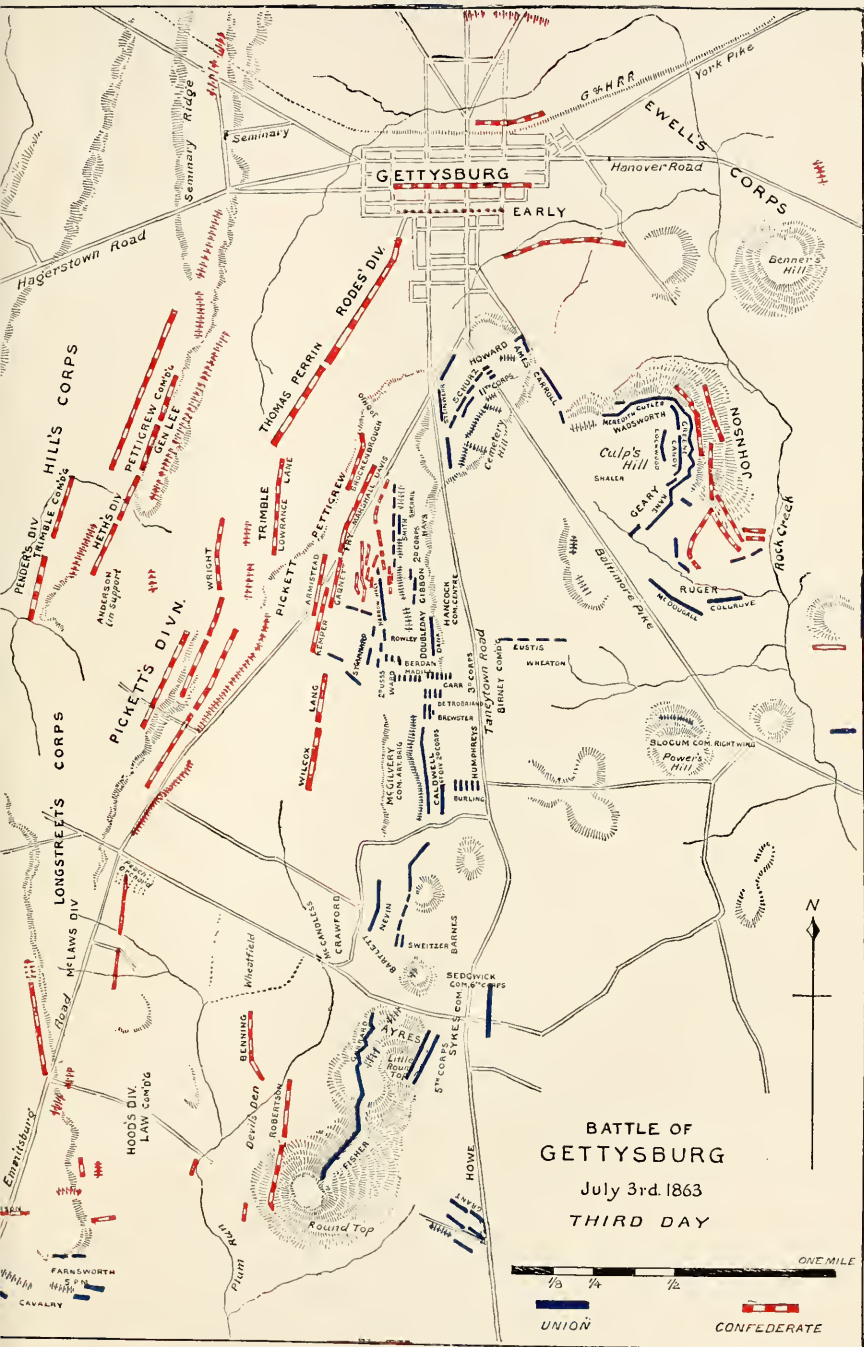 G & H R R
York Pike
EWELL'S
CORPS
Seminary Ridge
Seminary
Hanover Road
GETTYSBURG
EARLY
Hagerstown Road
Benner's
Hill
RODES' DIV.
THOMAS PERRIN
HILL'S CORPS
PETTIGREW COM'D'G
GEN LEE
HETH'S DIV
PENDER'S DIV
TRIMBLE COM'D'G
ANDERSON
(in Support
HOWARD
AMES
CARROLL
SCHURZ
11TH CORPS
STEINWEHR
Cemetery
Hill
MEREDITH CUTLER
WADSWORTH
GREENE
CANDY
LOCKWOOD
Culp's
Hill
SHALER
GEARY
KANE
JOHNSON
Rock Creek
RUGER
McDOUGALL
COLGROVE
Baltimore Pike
BROCKENBROUGH
PETTIGREW
FRY MARSHALL DAVIS
TRIMBLE
LOWRANCE LANE
WRIGHT
PICKETT
ARMISTEAD
GARNETT
KEMPER
SMITH
SHERRILL
HAYS
2D CORPS
GIBBON
HANCOCK
COM. CENTRE
ROWLEY
DOUBLEDAY
DANA
STANNARD
BERDAN
2D USSS
WARD
CARR
3D CORPS
BIRNEY COM'D'G
Taneytown Road
EUSTIS
WHEATON
DE TROBRIAND
BREWSTER
HUMPHREYS
BURLING
McGILVERY
COM. ART. BRIG
CALDWELL
PICKETT'S DIVN
LANG
WILCOX
SLOCUM COM. RIGHT WING
Power's
Hill
LONGSTREET'S CORPS
McLAWS DIV
Peach
Orchard
McCANDLESS
CRAWFORD
Wheatfield
NEVIN
BARTLETT
SWEITZER
BARNES
SEDGWICK
COM. 6TH CORPS
SYKES COM.
5TH CORPS
AYRES
GARRARD
Little
Round
Top
FISHER
Round Top
BENNING
Devil's Den
ROBERTSON
HOOD'S DIV.
LAW COM'D'G
Emmitsburg
Road
Plum Run
HOWE
GRANT
FARNSWORTH
5 P.M.
CAVALRY
N
BATTLE OF
GETTYSBURG
July 3rd. 1863
THIRD DAY
ONE MILE
1/8 1/4 1/2
UNION
CONFEDERATE